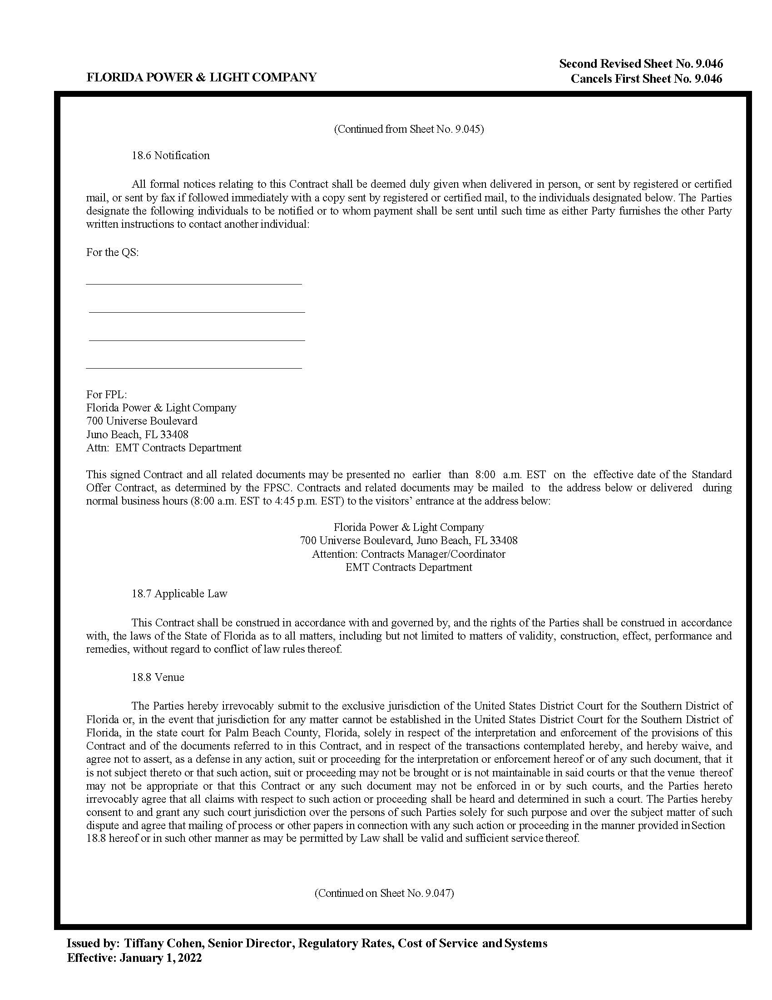 Second Revised Sheet No. 9.046
FLORIDA POWER & LIGHT COMPANY
Cancels First Sheet No. 9.046
(Continued from Sheet No. 9.045)
18.6 Notification
All formal notices relating to this Contract shall be deemed duly given when delivered in person, or sent by registered or certified
mail, or sent by fax if followed immediately with a copy sent by registered or certified mail, to the individuals designated below. The Parties
designate the following individuals to be notified or to whom payment shall be sent until such time as either Party furnishes the other Party
written instructions to contact another individual:
For the QS:
For FPL:
Florida Power & Light Company
700 Universe Boulevard
Juno Beach, FL 33408
Attn: EMT Contracts Department
This signed Contract and all related documents may be presented no earlier than 8:00 a.m. EST on the effective date of the Standard
Offer Contract, as determined by the FPSC. Contracts and related documents may be mailed to the address below or delivered during
normal business hours (8:00 a.m. EST to 4:45 p.m. EST) to the visitors’ entrance at the address below:
Florida Power & Light Company
700 Universe Boulevard, Juno Beach, FL 33408
Attention: Contracts Manager/Coordinator
EMT Contracts Department
18.7 Applicable Law
This Contract shall be construed in accordance with and governed by, and the rights of the Parties shall be construed in accordance
with, the laws of the State of Florida as to all matters, including but not limited to matters of validity, construction, effect, performance and
remedies, without regard to conflict of law rules thereof.
18.8 Venue
The Parties hereby irrevocably submit to the exclusive jurisdiction of the United States District Court for the Southern District of
Florida or, in the event that jurisdiction for any matter cannot be established in the United States District Court for the Southern District of
Florida, in the state court for Palm Beach County, Florida, solely in respect of the interpretation and enforcement of the provisions of this
Contract and of the documents referred to in this Contract, and in respect of the transactions contemplated hereby, and hereby waive, and
agree not to assert, as a defense in any action, suit or proceeding for the interpretation or enforcement hereof or of any such document, that it
is not subject thereto or that such action, suit or proceeding may not be brought or is not maintainable in said courts or that the venue thereof
may not be appropriate or that this Contract or any such document may not be enforced in or by such courts, and the Parties hereto
irrevocably agree that all claims with respect to such action or proceeding shall be heard and determined in such a court. The Parties hereby
consent to and grant any such court jurisdiction over the persons of such Parties solely for such purpose and over the subject matter of such
dispute and agree that mailing of process or other papers in connection with any such action or proceeding in the manner provided in Section
18.8 hereof or in such other manner as may be permitted by Law shall be valid and sufficient service thereof.
(Continued on Sheet No. 9.047)
Issued by: Tiffany Cohen, Senior Director, Regulatory Rates, Cost of Service and Systems
Effective: January 1, 2022